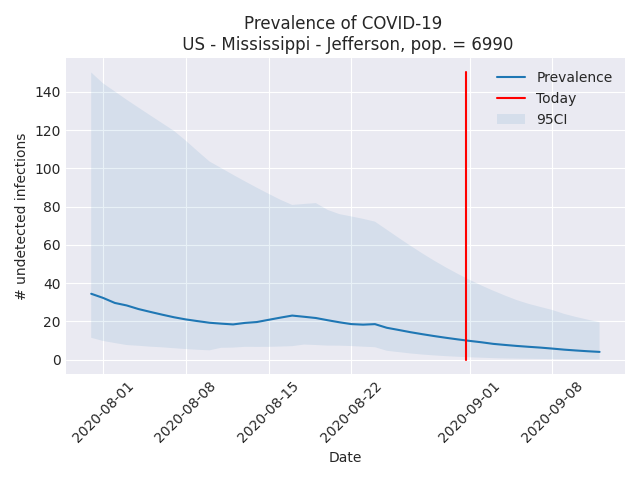 Prevalence of COVID-19
US - Mississippi - Jefferson, pop. = 6990
Prevalence
Today
95CI
140
120
100
80
60
40
20
0
# undetected infections
2020-08-01
2020-08-08
2020-08-15
2020-08-22
2020-09-01
2020-09-08
Date